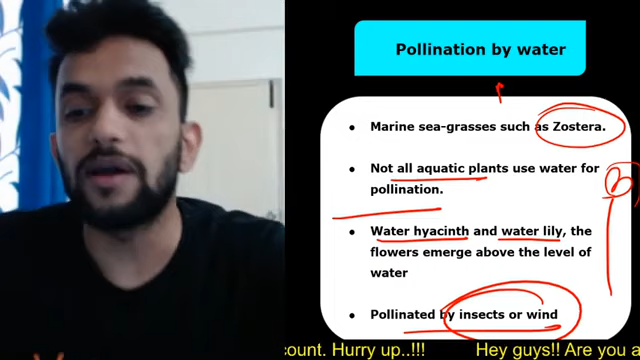 Pollination by water
• Marine sea-grasses such as Zostera.
• Not all aquatic plants use water for
pollination.
• Water hyacinth and water lily, the
flowers emerge above the level of
water
• Pollinated by insects or wind
count. Hurry up..!!! Hey guys!! Are you a